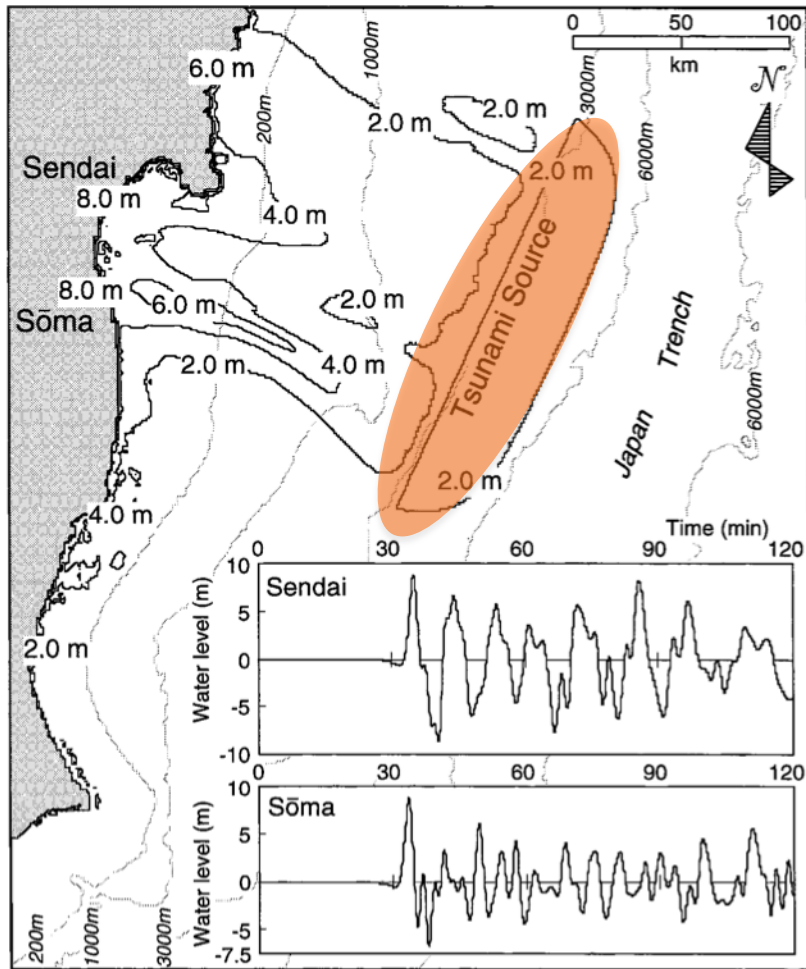 0 50 100
km
N
6.0 m
200m
1000m
2.0 m
2.0 m
3000m
6000m
Sendai
8.0 m
2.0 m
4.0 m
8.0 m
6.0 m
2.0 m
Sōma
4.0 m
2.0 m
Tsunami Source
Japan Trench
6000m
2.0 m
4.0 m
2.0 m
Time (min)
0 30 60 90 120
Sendai
Water level (m)
10
5
0
-5
-10
0 30 60 90 120
Sōma
Water level (m)
10
5
0
-5
-7.5
200m
1000m
3000m